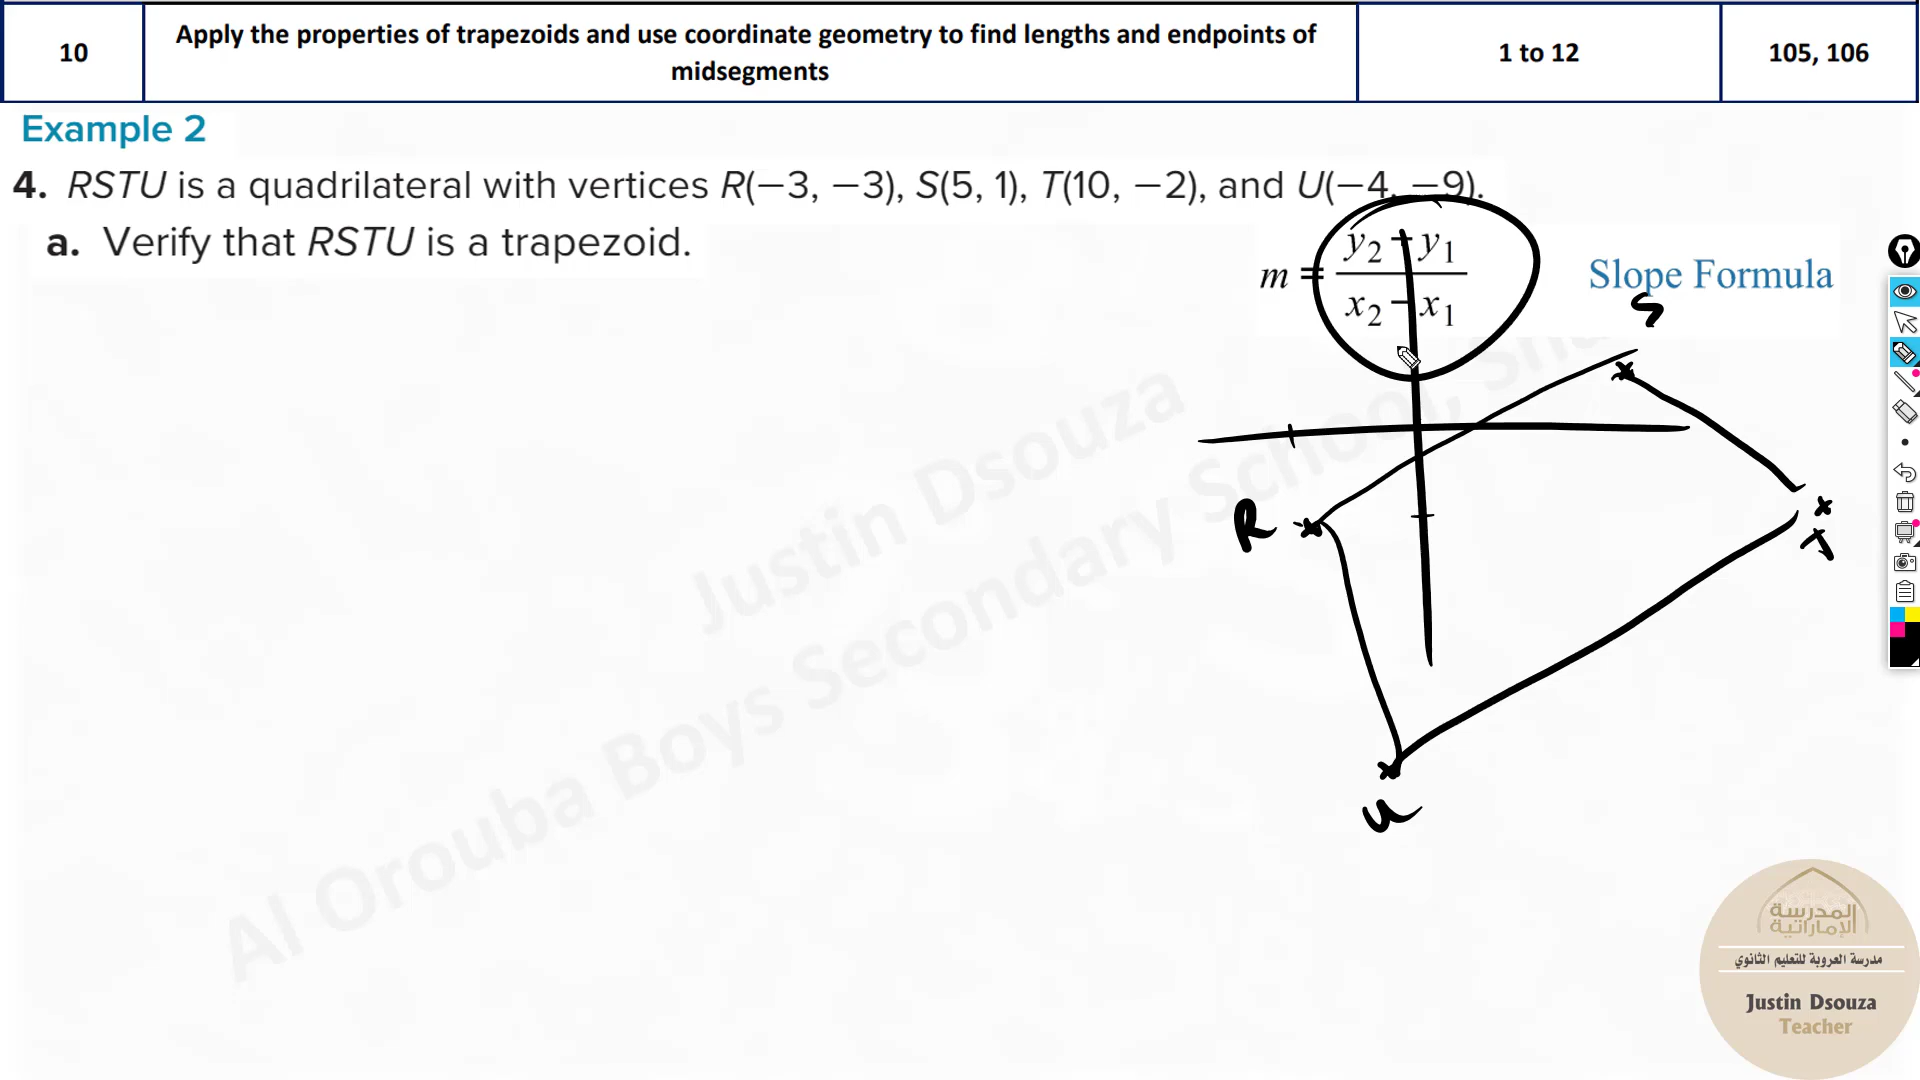 10
Apply the properties of trapezoids and use coordinate geometry to find lengths and endpoints of
midsegments
1 to 12
105, 106
Example 2
4. RSTU is a quadrilateral with vertices R(−3, −3), S(5, 1), T(10, −2), and U(−4, −9).
a. Verify that RSTU is a trapezoid.
m = y₂ − y₁ / x₂ − x₁
Slope Formula
S
R
T
U
Justin Dsouza
Al Orouba Boys Secondary School,
المدرسة
الإماراتية
مدرسة العروبة للتعليم الثانوي
Justin Dsouza
Teacher